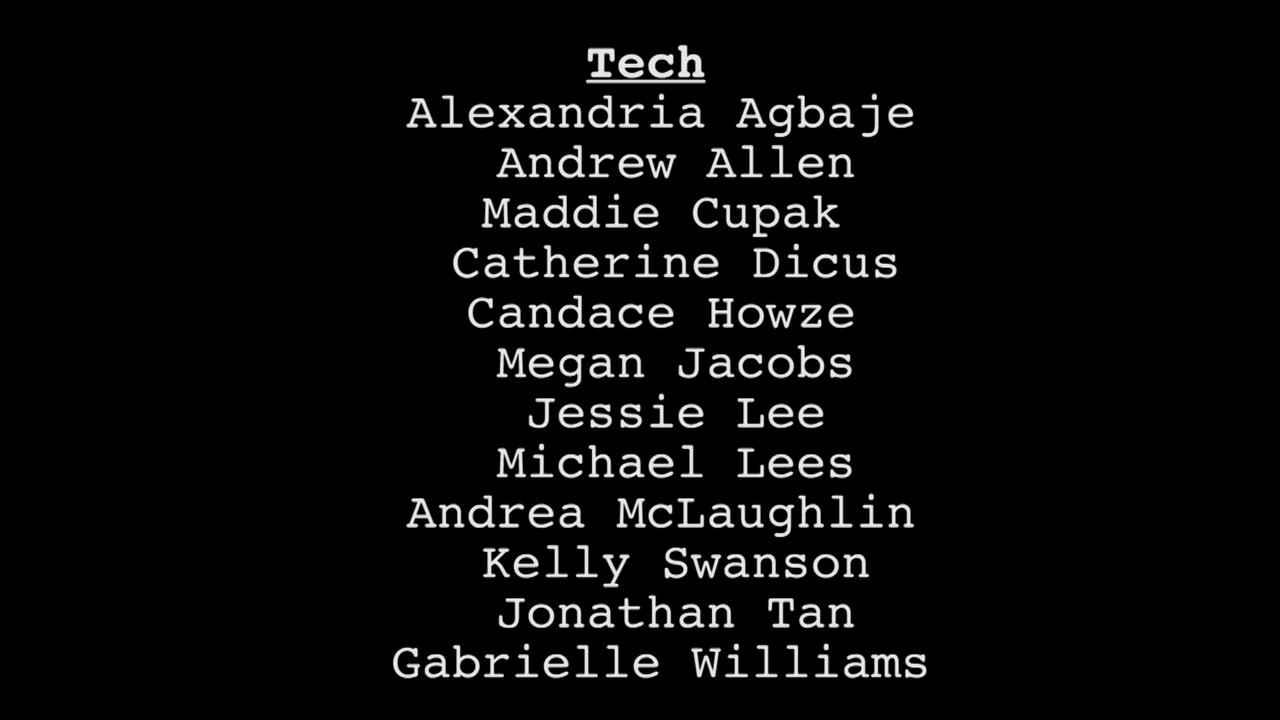 Tech
Alexandria Agbaje
Andrew Allen
Maddie Cupak
Catherine Dicus
Candace Howze
Megan Jacobs
Jessie Lee
Michael Lees
Andrea McLaughlin
Kelly Swanson
Jonathan Tan
Gabrielle Williams